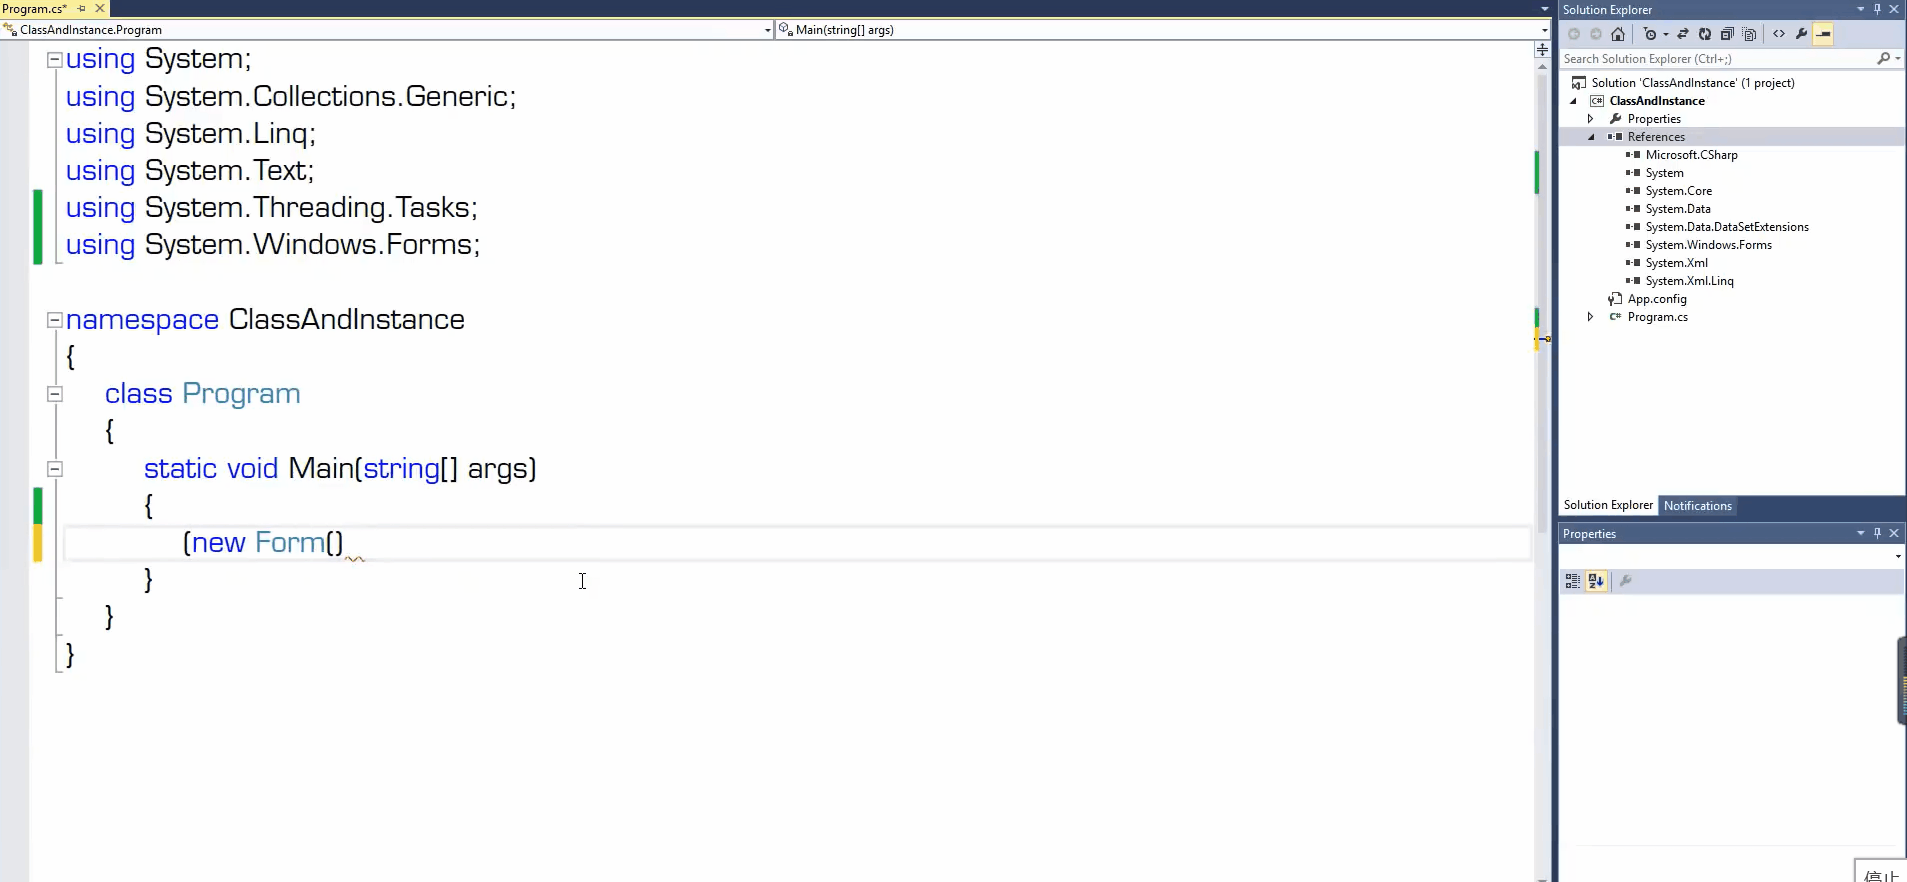 Program.cs*
ClassAndInstance.Program
Main(string[] args)
using System;
using System.Collections.Generic;
using System.Linq;
using System.Text;
using System.Threading.Tasks;
using System.Windows.Forms;
namespace ClassAndInstance
{
class Program
{
static void Main(string[] args)
{
(new Form()
}
}
}
Solution Explorer
Search Solution Explorer (Ctrl+;)
Solution 'ClassAndInstance' (1 project)
ClassAndInstance
Properties
References
Microsoft.CSharp
System
System.Core
System.Data
System.Data.DataSetExtensions
System.Windows.Forms
System.Xml
System.Xml.Linq
App.config
Program.cs
Solution Explorer
Notifications
Properties
停止